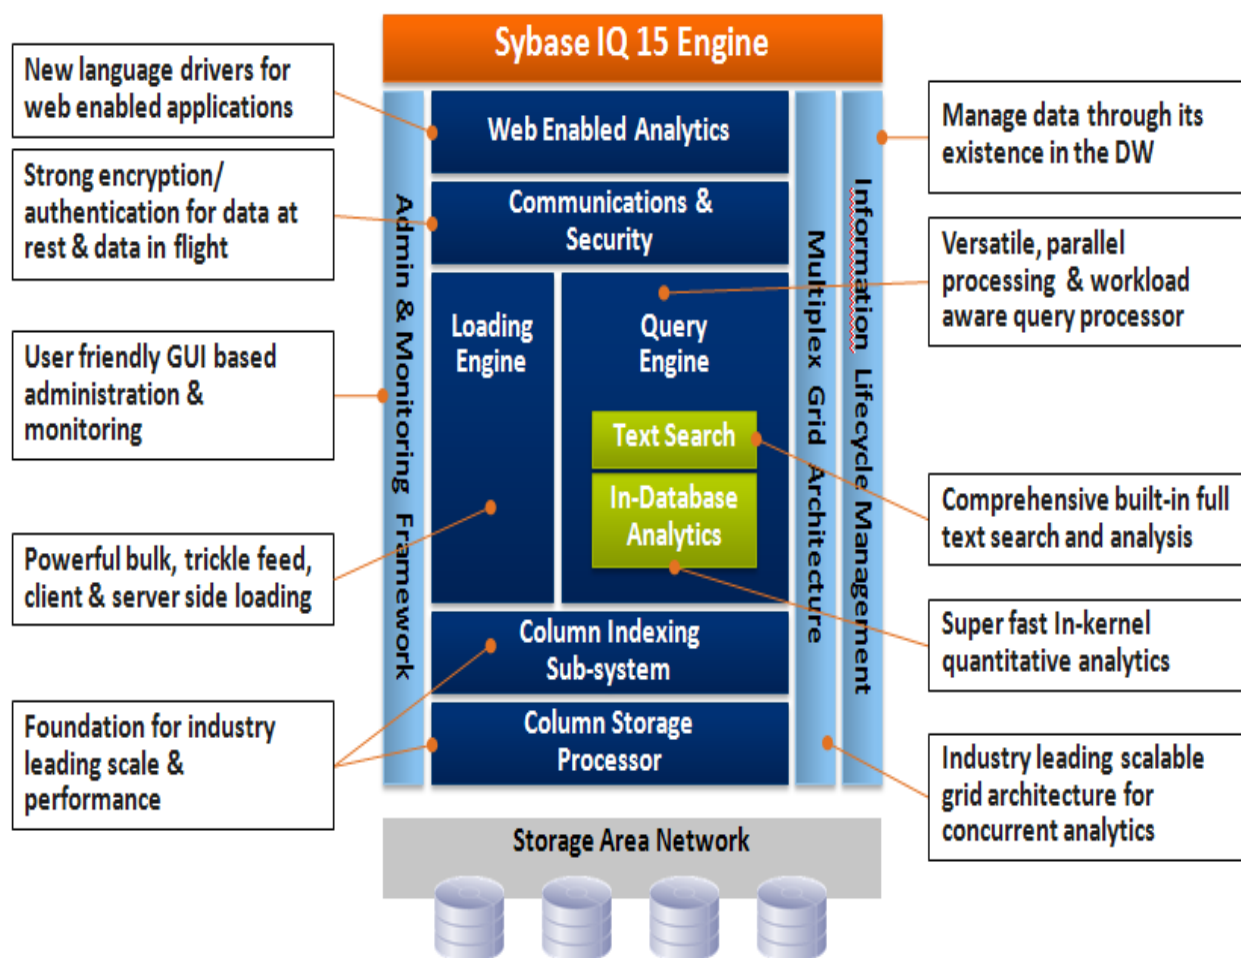 Sybase IQ 15 Engine
New language drivers for
web enabled applications
Strong encryption/
authentication for data at
rest & data in flight
User friendly GUI based
administration &
monitoring
Powerful bulk, trickle feed,
client & server side loading
Foundation for industry
leading scale &
performance
Admin & Monitoring Framework
Web Enabled Analytics
Communications &
Security
Loading
Engine
Query
Engine
Text Search
In-Database
Analytics
Column Indexing
Sub-system
Column Storage
Processor
Multiplex Grid Architecture
Information Lifecycle Management
Manage data through its
existence in the DW
Versatile, parallel
processing & workload
aware query processor
Comprehensive built-in full
text search and analysis
Super fast In-kernel
quantitative analytics
Industry leading scalable
grid architecture for
concurrent analytics
Storage Area Network